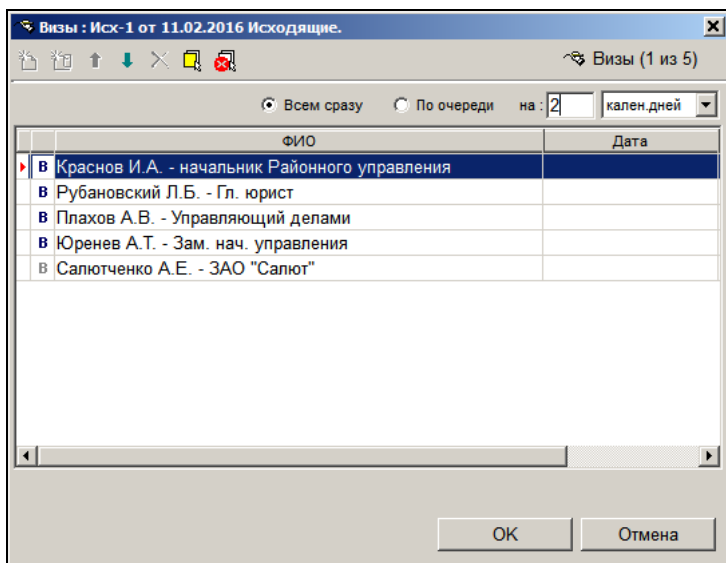 Визы : Исх-1 от 11.02.2016 Исходящие.
Визы (1 из 5)
Всем сразу По очереди на : 2 кален.дней
ФИО Дата
В Краснов И.А. - начальник Районного управления
В Рубановский Л.Б. - Гл. юрист
В Плахов А.В. - Управляющий делами
В Юренев А.Т. - Зам. нач. управления
В Салютченко А.Е. - ЗАО "Салют"
OK Отмена